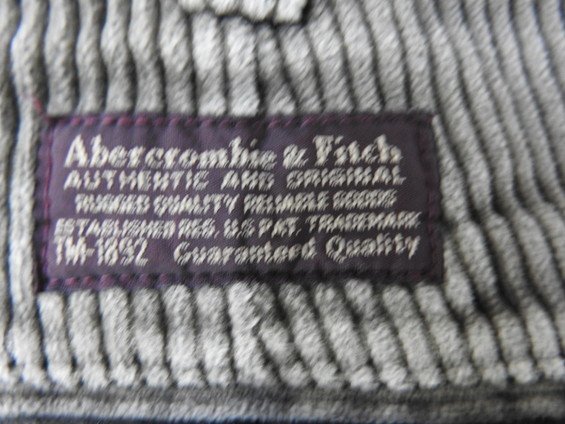 Abercrombie & Fitch
AUTHENTIC AND ORIGINAL
RUGGED QUALITY RELIABLE GOODS
ESTABLISHED REG. U.S PAT. TRADEMARK
TM-1892 Guaranteed Quality